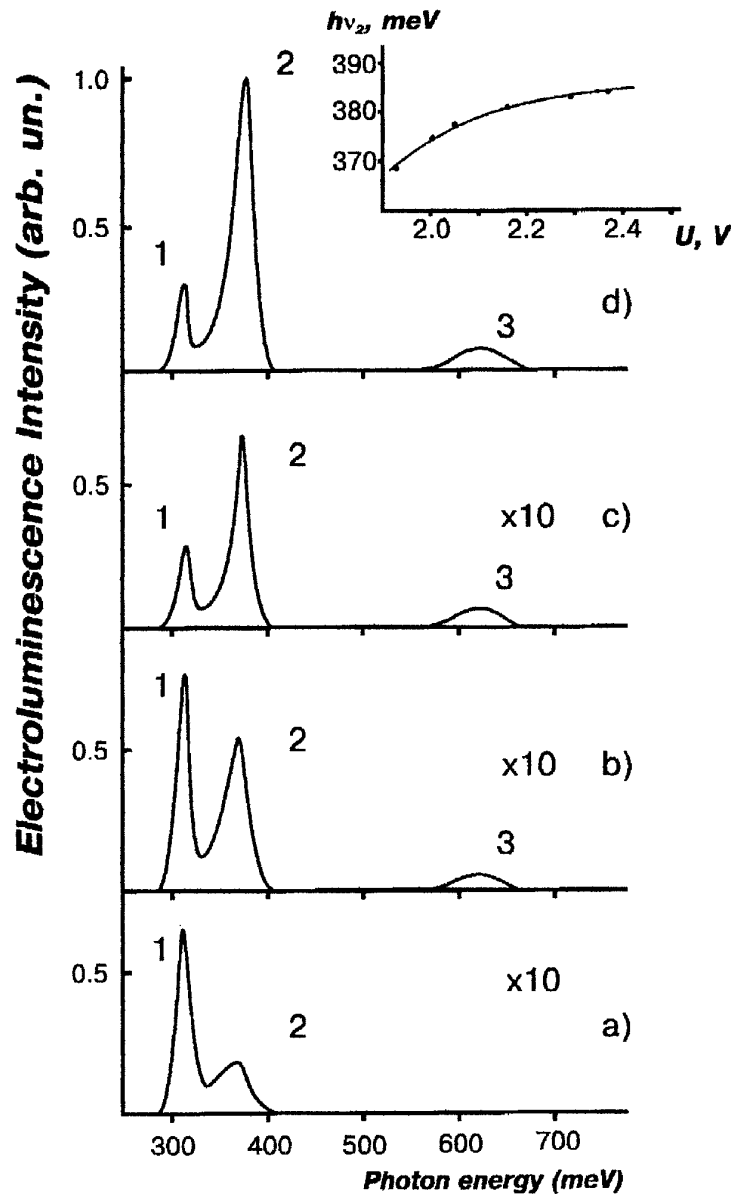 hν₂, meV
390
380
370
2.0 2.2 2.4 U, V
Electroluminescence Intensity (arb. un.)
1.0
0.5
1
2
3
d)
0.5
1
2
3
x10
c)
0.5
1
2
3
x10
b)
0.5
1
2
x10
a)
300 400 500 600 700
Photon energy (meV)